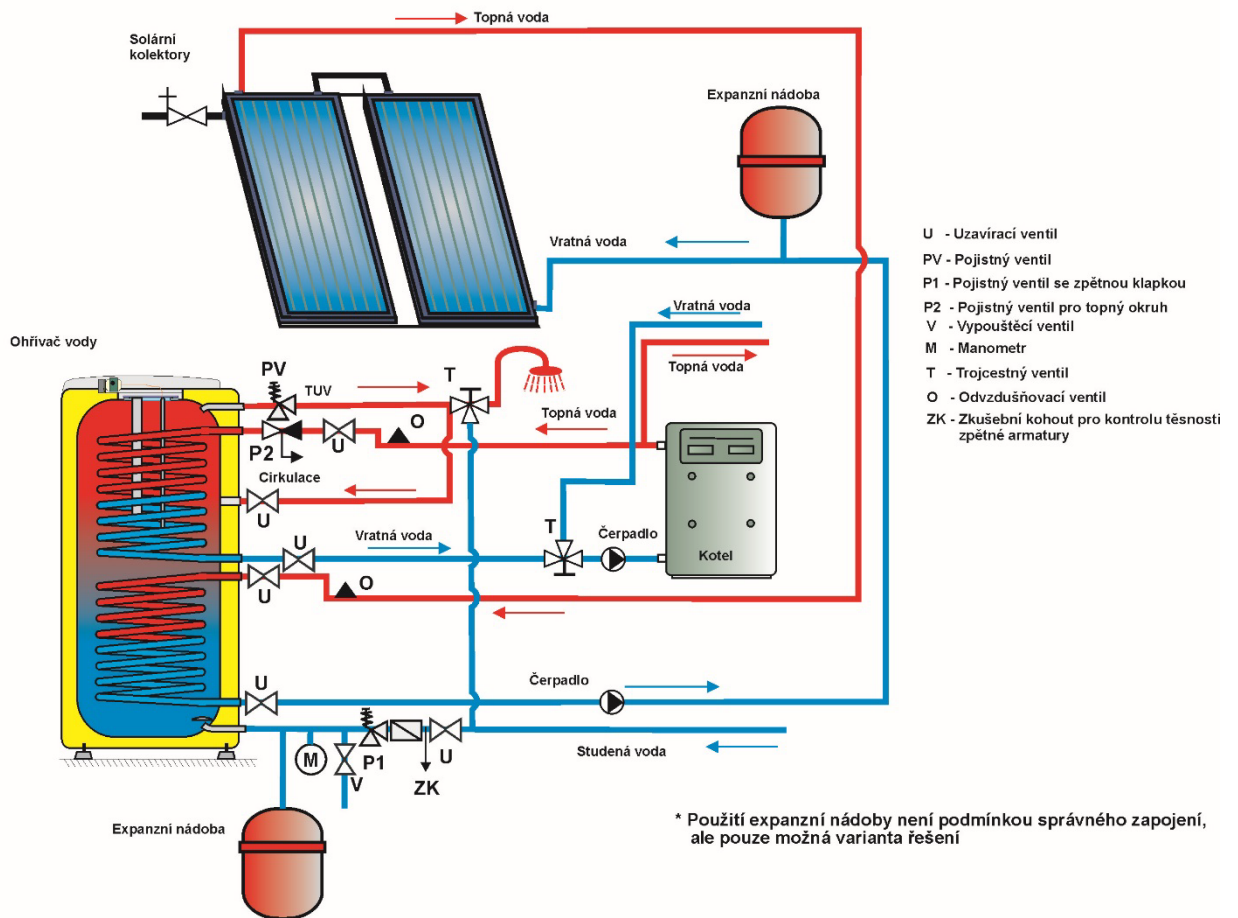 Topná voda
Solární
kolektory
Expanzní nádoba
Vratná voda
U - Uzavírací ventil
PV - Pojistný ventil
P1 - Pojistný ventil se zpětnou klapkou
P2 - Pojistný ventil pro topný okruh
V - Vypouštěcí ventil
M - Manometr
T - Trojcestný ventil
O - Odvzdušňovací ventil
ZK - Zkušební kohout pro kontrolu těsnosti
zpětné armatury
Vratná voda
Topná voda
Ohřívač vody
PV
TUV
T
Topná voda
O
U
P2
Cirkulace
U
Vratná voda
U
T
Čerpadlo
Kotel
U
O
U
Čerpadlo
M
V
P1
ZK
U
Studená voda
Expanzní nádoba
* Použití expanzní nádoby není podmínkou správného zapojení,
ale pouze možná varianta řešení